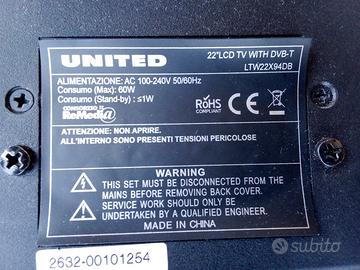 UNITED
22"LCD TV WITH DVB-T
LTW22X94DB
ALIMENTAZIONE: AC 100-240V 50/60Hz
Consumo (Max): 60W
Consumo (Stand-by) : ≤1W
CONSORZIO
ReMedia
RoHS
COMPLIANT
CE
ATTENZIONE: NON APRIRE.
ALL'INTERNO SONO PRESENTI TENSIONI PERICOLOSE
WARNING
THIS SET MUST BE DISCONNECTED FROM THE
MAINS BEFORE REMOVING BACK COVER.
SERVICE WORK SHOULD ONLY BE
UNDERTAKEN BY A QUALIFIED ENGINEER.
MADE IN CHINA
2632-00101254
subito